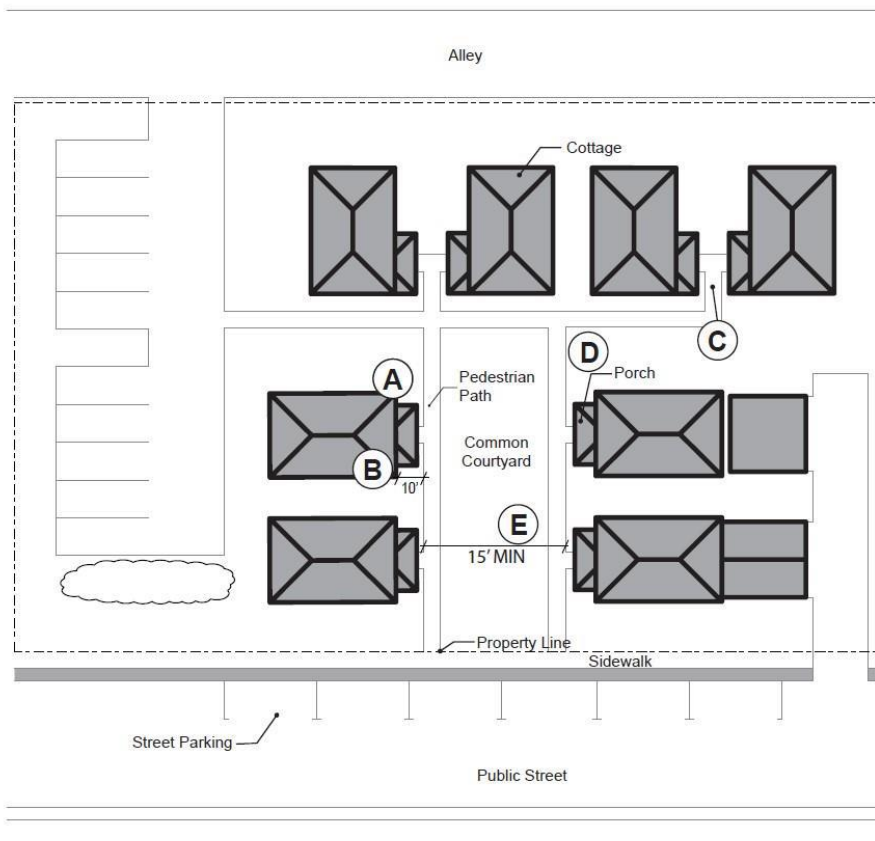 Alley
Cottage
C
D
A
Porch
Pedestrian
Path
Common
Courtyard
B
10'
E
15' MIN
Property Line
Sidewalk
Street Parking
Public Street